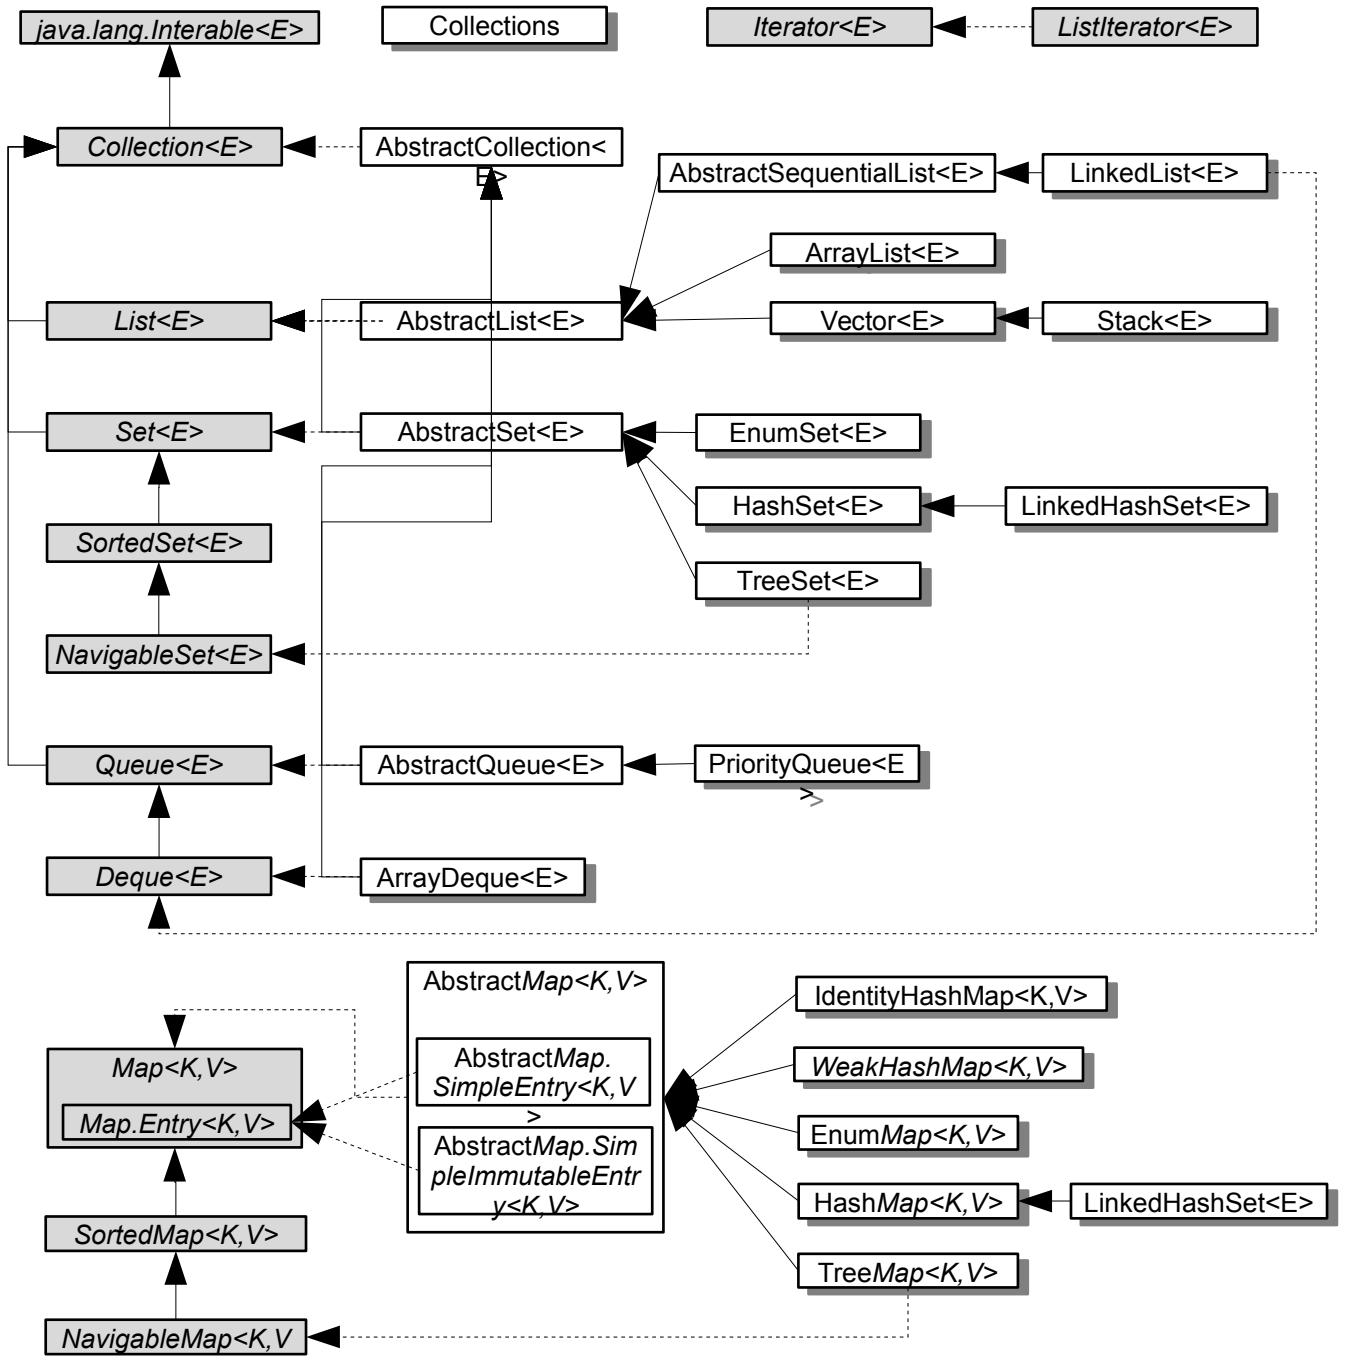 java.lang.Interable<E>
Collections
Iterator<E>
ListIterator<E>
Collection<E>
AbstractCollection<
E>
AbstractSequentialList<E>
LinkedList<E>
ArrayList<E>
List<E>
AbstractList<E>
Vector<E>
Stack<E>
Set<E>
AbstractSet<E>
EnumSet<E>
HashSet<E>
LinkedHashSet<E>
SortedSet<E>
TreeSet<E>
NavigableSet<E>
Queue<E>
AbstractQueue<E>
PriorityQueue<E
>
Deque<E>
ArrayDeque<E>
AbstractMap<K,V>
IdentityHashMap<K,V>
Map<K,V>
AbstractMap.
SimpleEntry<K,V
>
WeakHashMap<K,V>
Map.Entry<K,V>
EnumMap<K,V>
AbstractMap.Sim
pleImmutableEntr
y<K,V>
HashMap<K,V>
LinkedHashSet<E>
SortedMap<K,V>
TreeMap<K,V>
NavigableMap<K,V